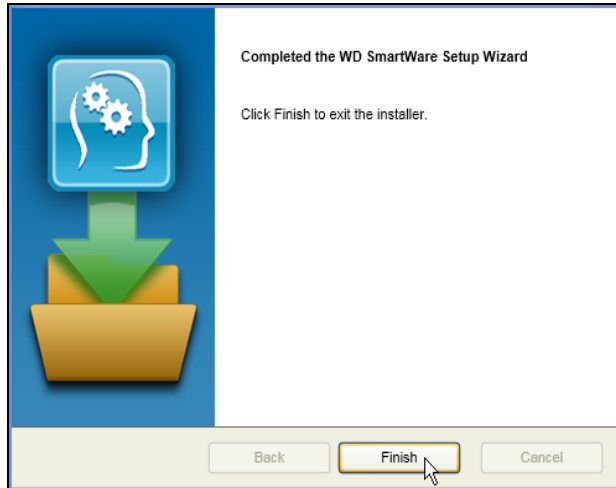 Completed the WD SmartWare Setup Wizard
Click Finish to exit the installer.
Back
Finish
Cancel